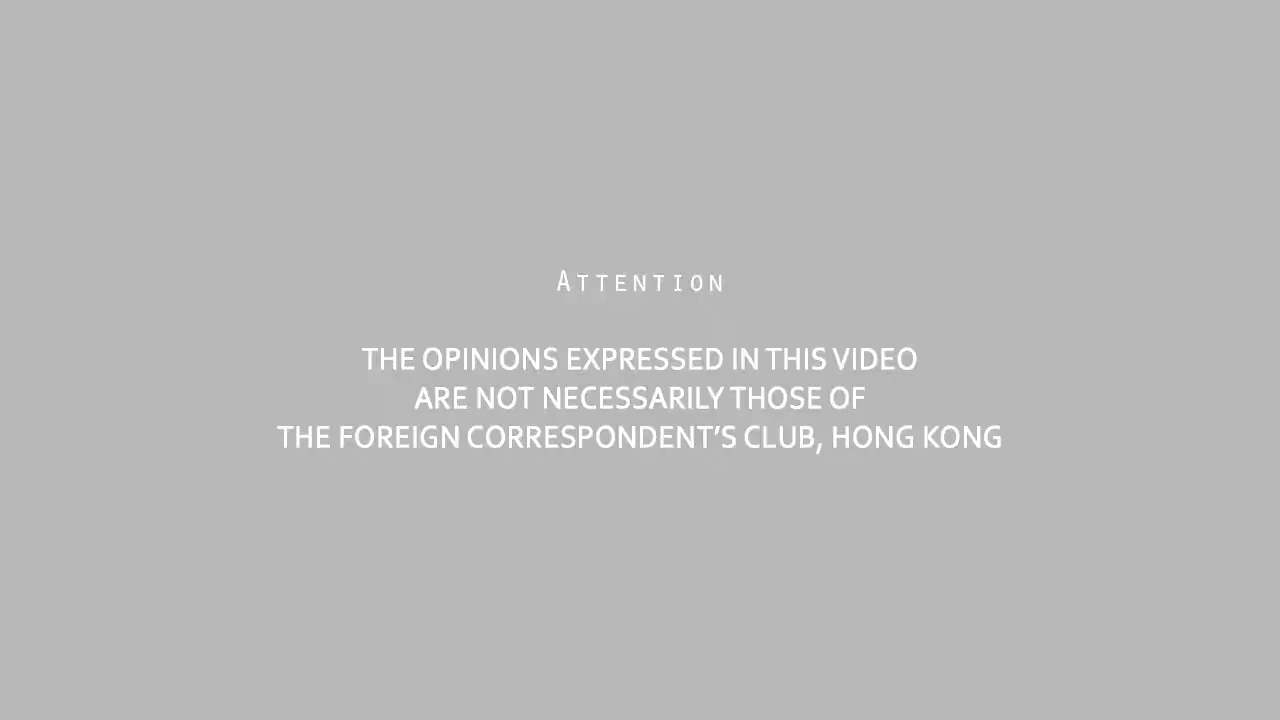 Attention
THE OPINIONS EXPRESSED IN THIS VIDEO
ARE NOT NECESSARILY THOSE OF
THE FOREIGN CORRESPONDENT’S CLUB, HONG KONG